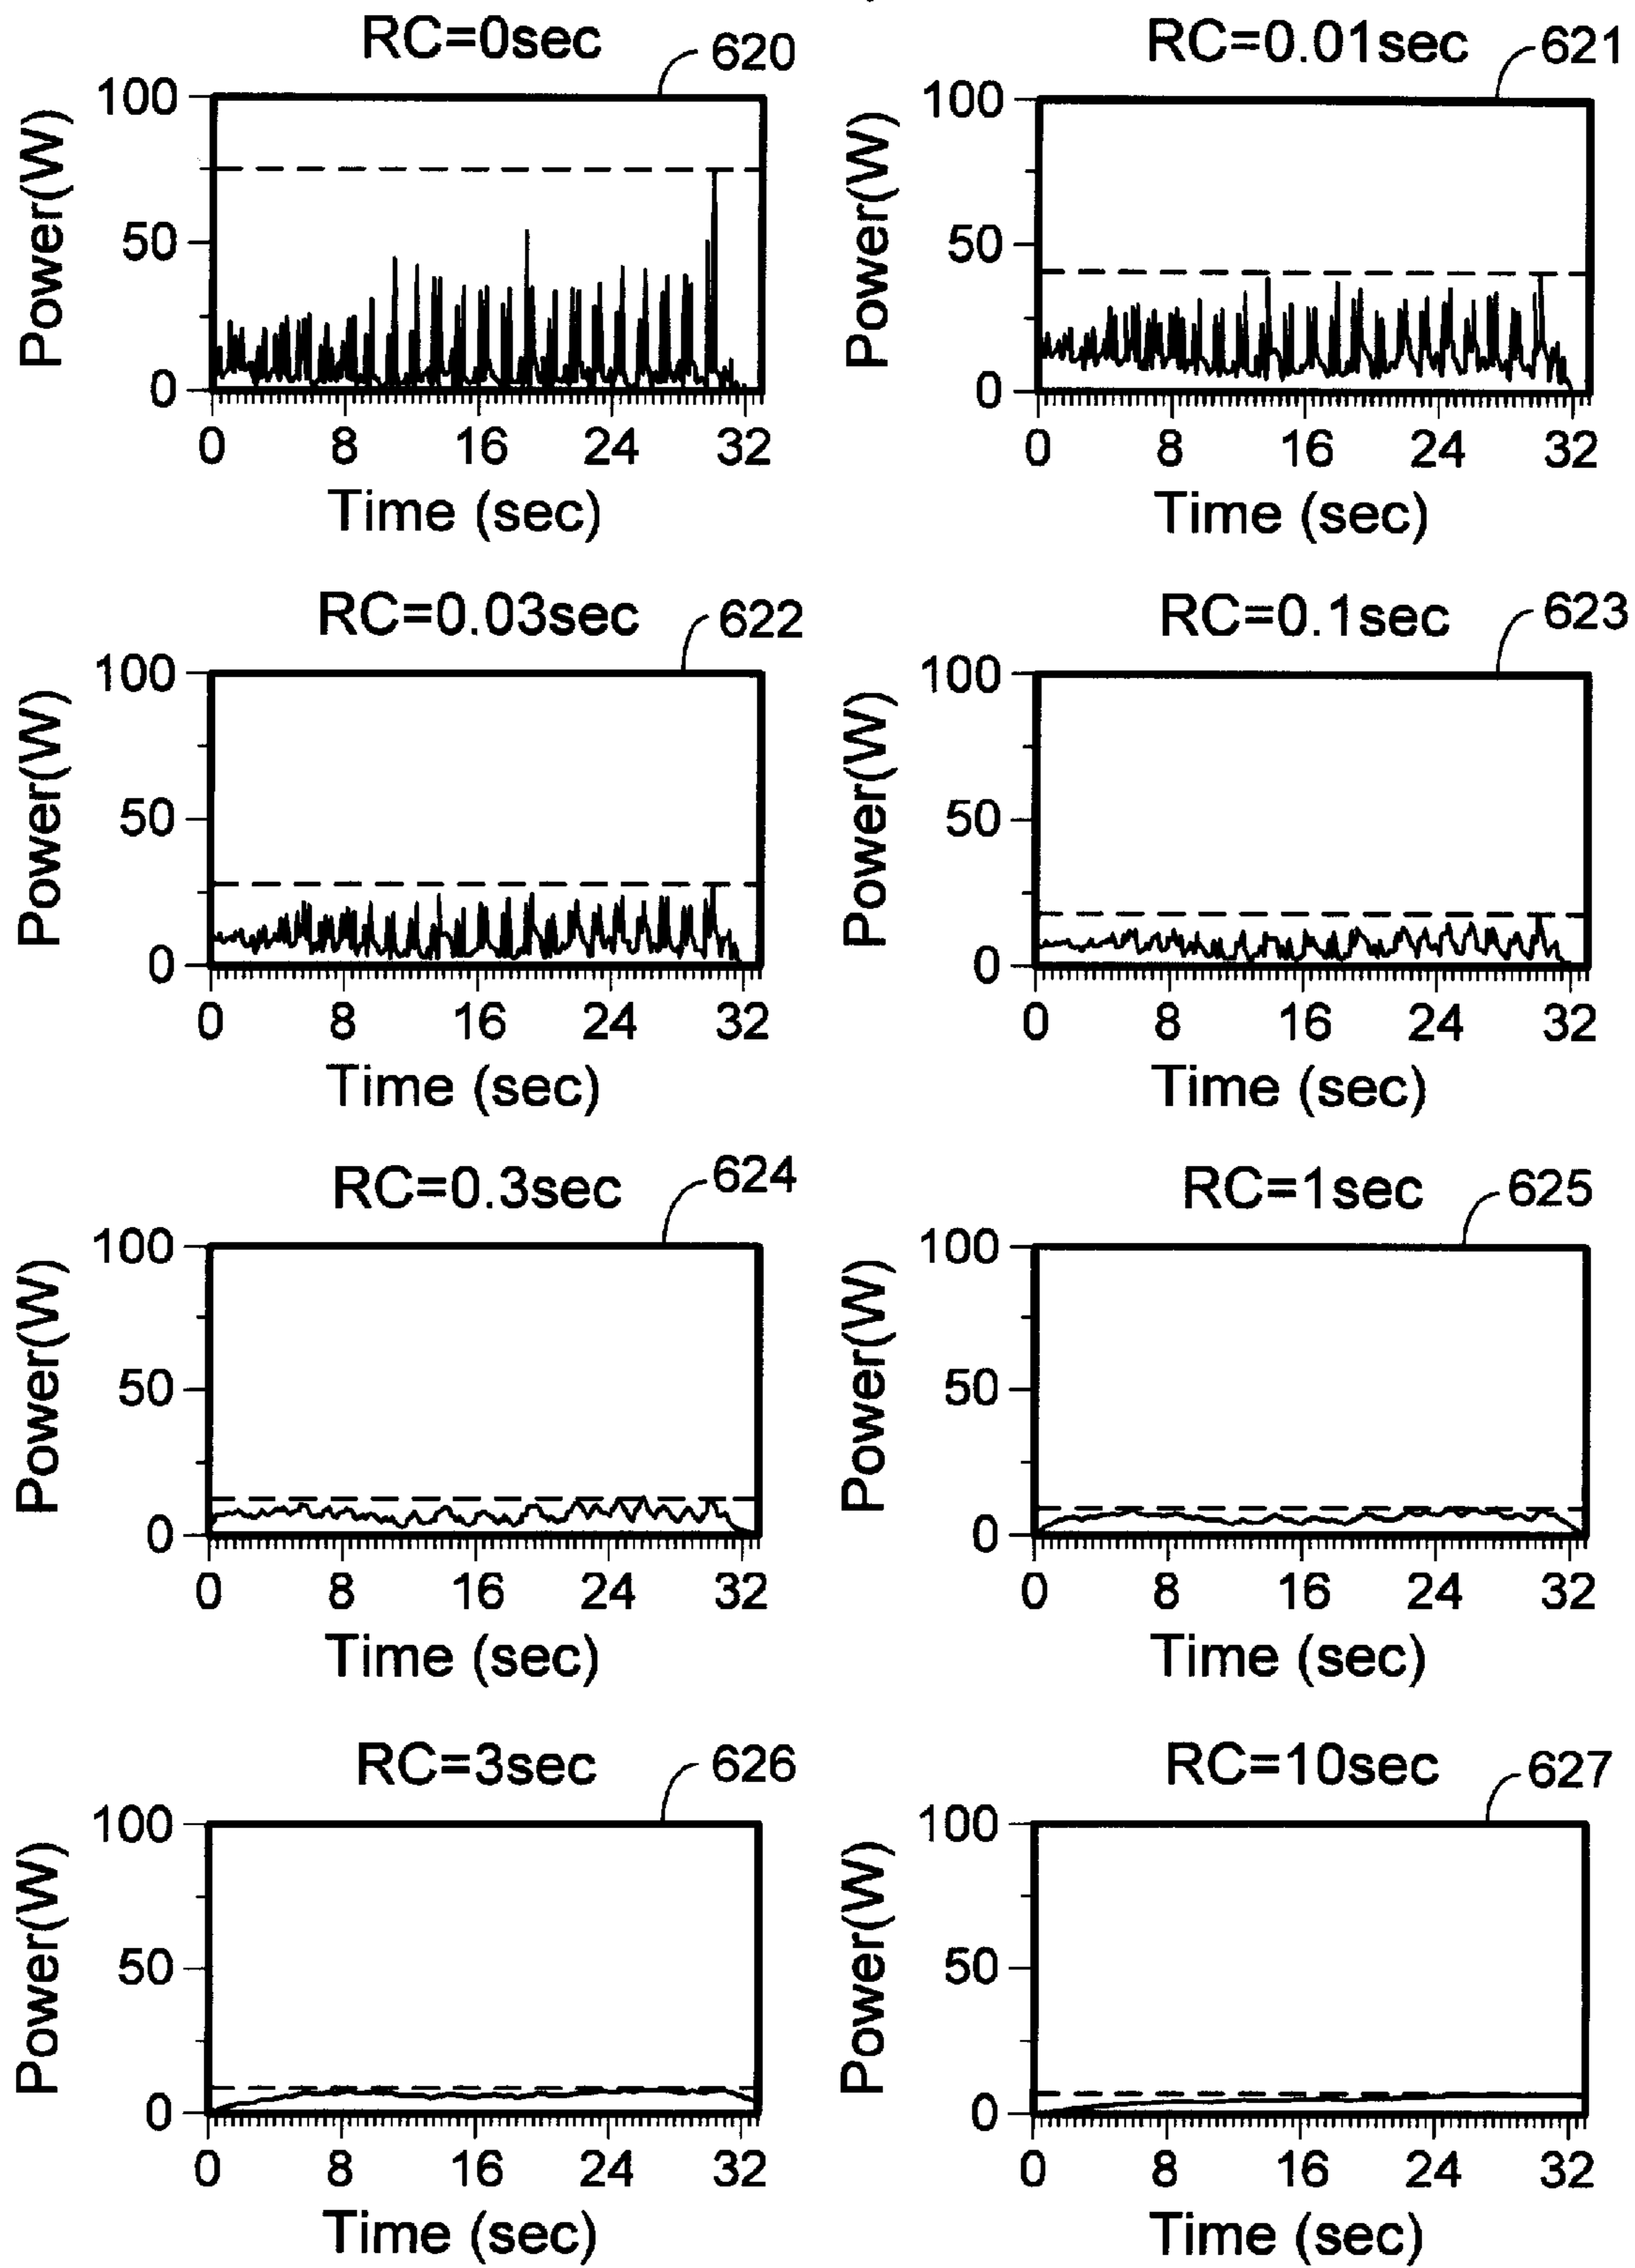 RC=0sec 620
Power(W)
100
50
0
0 8 16 24 32
Time (sec)
RC=0.01sec 621
Power(W)
100
50
0
0 8 16 24 32
Time (sec)
RC=0.03sec 622
Power(W)
100
50
0
0 8 16 24 32
Time (sec)
RC=0.1sec 623
Power(W)
100
50
0
0 8 16 24 32
Time (sec)
RC=0.3sec 624
Power(W)
100
50
0
0 8 16 24 32
Time (sec)
RC=1sec 625
Power(W)
100
50
0
0 8 16 24 32
Time (sec)
RC=3sec 626
Power(W)
100
50
0
0 8 16 24 32
Time (sec)
RC=10sec 627
Power(W)
100
50
0
0 8 16 24 32
Time (sec)